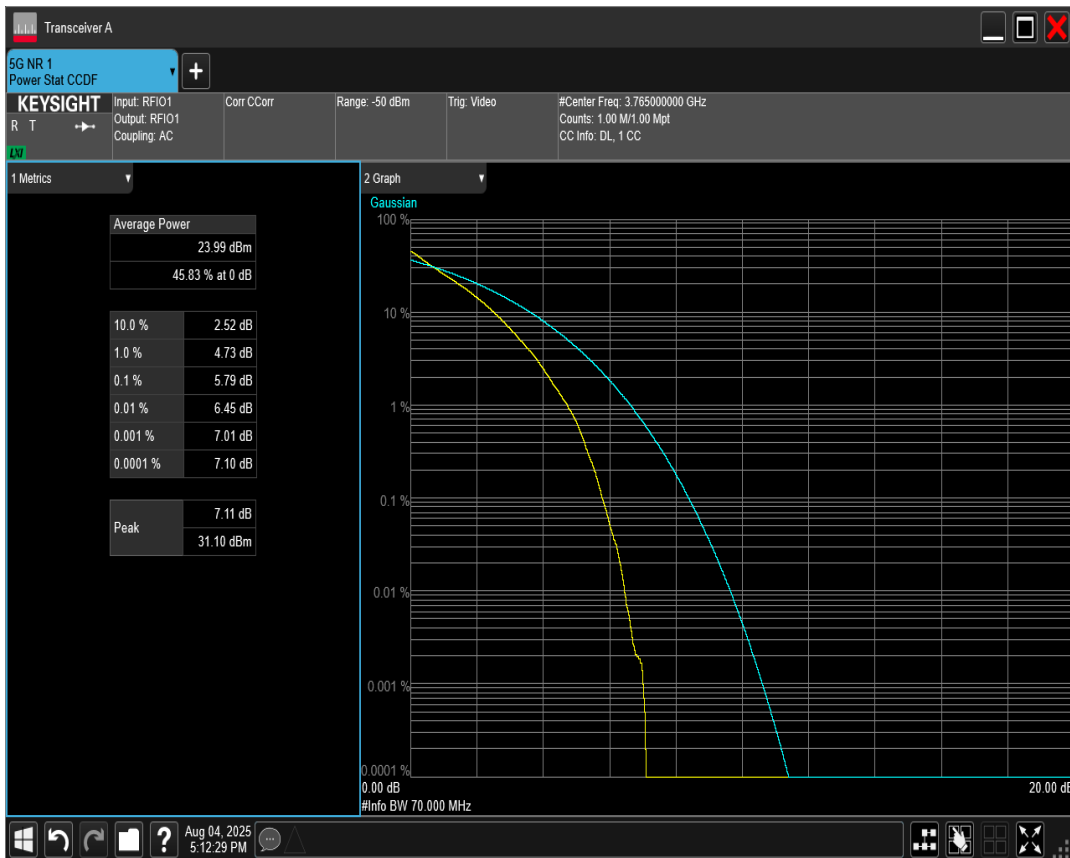 Transceiver A
5G NR 1
Power Stat CCDF
KEYSIGHT
R T
LXI
Input: RFIO1
Output: RFIO1
Coupling: AC
Corr CCorr
Range: -50 dBm
Trig: Video
#Center Freq: 3.765000000 GHz
Counts: 1.00 M/1.00 Mpt
CC Info: DL, 1 CC
1 Metrics
Average Power
23.99 dBm
45.83 % at 0 dB
10.0 % 2.52 dB
1.0 % 4.73 dB
0.1 % 5.79 dB
0.01 % 6.45 dB
0.001 % 7.01 dB
0.0001 % 7.10 dB
Peak 7.11 dB
31.10 dBm
2 Graph
Gaussian
100 %
10 %
1 %
0.1 %
0.01 %
0.001 %
0.0001 %
0.00 dB 20.00 dB
#Info BW 70.000 MHz
? Aug 04, 2025
5:12:29 PM